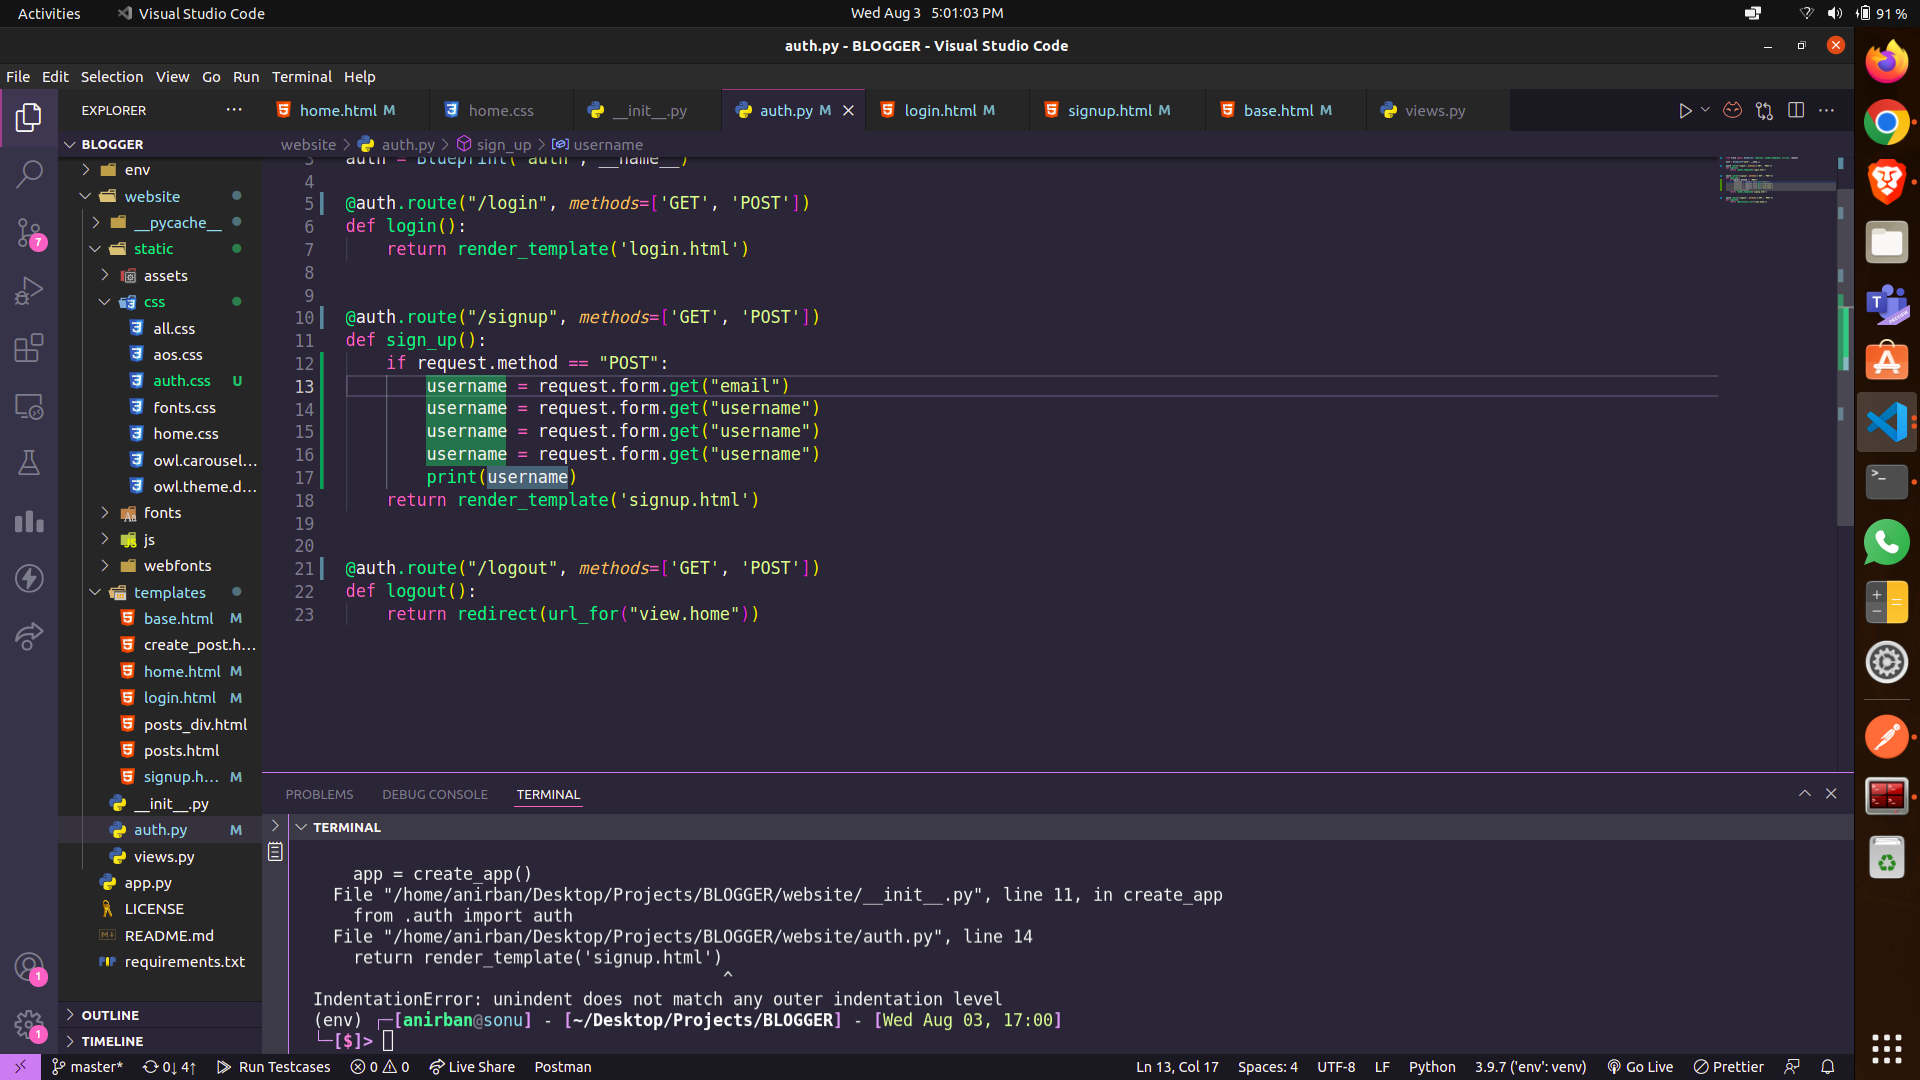 Activities
Visual Studio Code
Wed Aug 3 5:01:03 PM
91 %
auth.py - BLOGGER - Visual Studio Code
File Edit Selection View Go Run Terminal Help
EXPLORER
home.html M
home.css
__init__.py
auth.py M
login.html M
signup.html M
base.html M
views.py
BLOGGER
website > auth.py > sign_up > username
env
website
__pycache__
static
assets
css
all.css
aos.css
auth.css U
fonts.css
home.css
owl.carousel...
owl.theme.d...
fonts
js
webfonts
templates
base.html M
create_post.h...
home.html M
login.html M
posts_div.html
posts.html
signup.h... M
__init__.py
auth.py M
views.py
app.py
LICENSE
README.md
requirements.txt
OUTLINE
TIMELINE
7
1
1
3 auth = Blueprint("auth", __name__)
4
5 @auth.route("/login", methods=['GET', 'POST'])
6 def login():
7 return render_template('login.html')
8
9
10 @auth.route("/signup", methods=['GET', 'POST'])
11 def sign_up():
12 if request.method == "POST":
13 username = request.form.get("email")
14 username = request.form.get("username")
15 username = request.form.get("username")
16 username = request.form.get("username")
17 print(username)
18 return render_template('signup.html')
19
20
21 @auth.route("/logout", methods=['GET', 'POST'])
22 def logout():
23 return redirect(url_for("view.home"))
PROBLEMS DEBUG CONSOLE TERMINAL
TERMINAL
app = create_app()
File "/home/anirban/Desktop/Projects/BLOGGER/website/__init__.py", line 11, in create_app
from .auth import auth
File "/home/anirban/Desktop/Projects/BLOGGER/website/auth.py", line 14
return render_template('signup.html')
^
IndentationError: unindent does not match any outer indentation level
(env) ┌─[anirban@sonu] - [~/Desktop/Projects/BLOGGER] - [Wed Aug 03, 17:00]
└─[$]>
master* 0↓ 4↑ Run Testcases 0 0 Live Share Postman
Ln 13, Col 17 Spaces: 4 UTF-8 LF Python 3.9.7 ('env': venv) Go Live Prettier